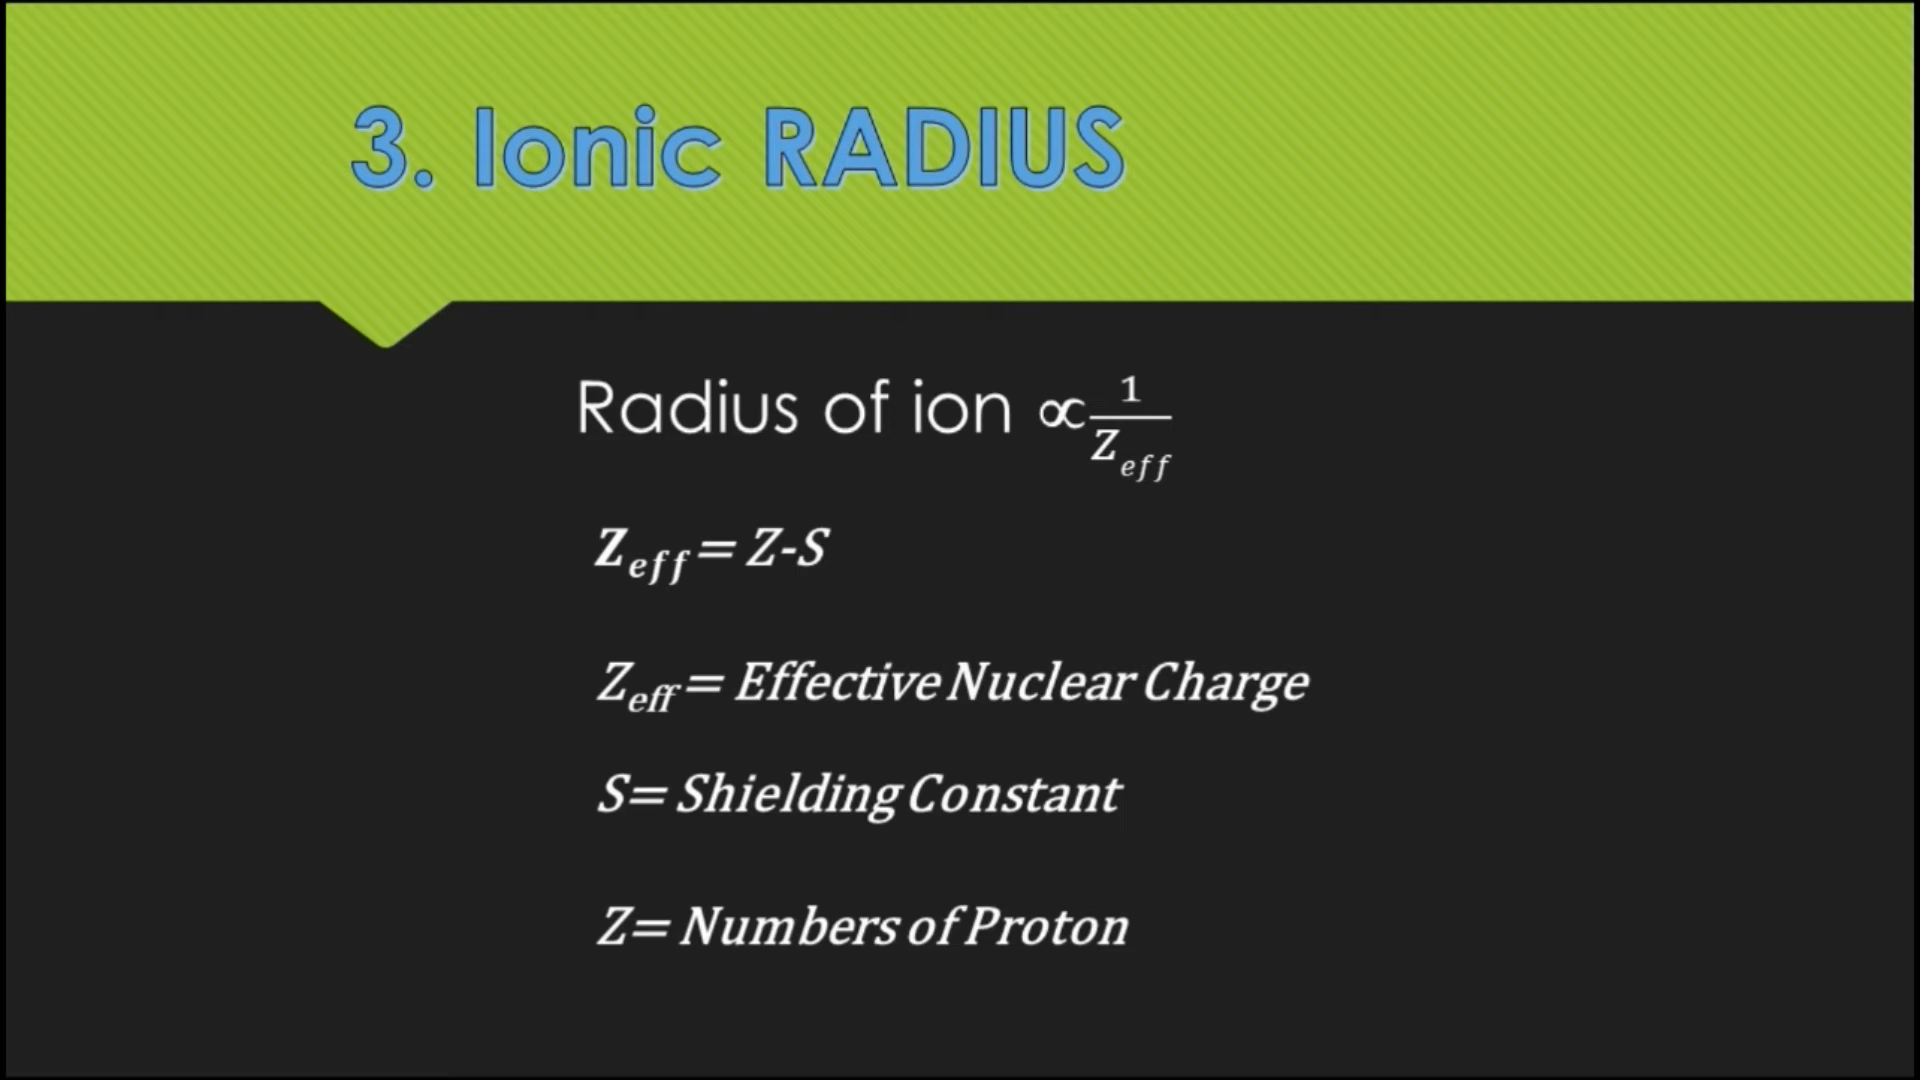 3. Ionic RADIUS
Radius of ion ∝ 1/Z_eff
Z_eff = Z-S
Z_eff = Effective Nuclear Charge
S= Shielding Constant
Z= Numbers of Proton